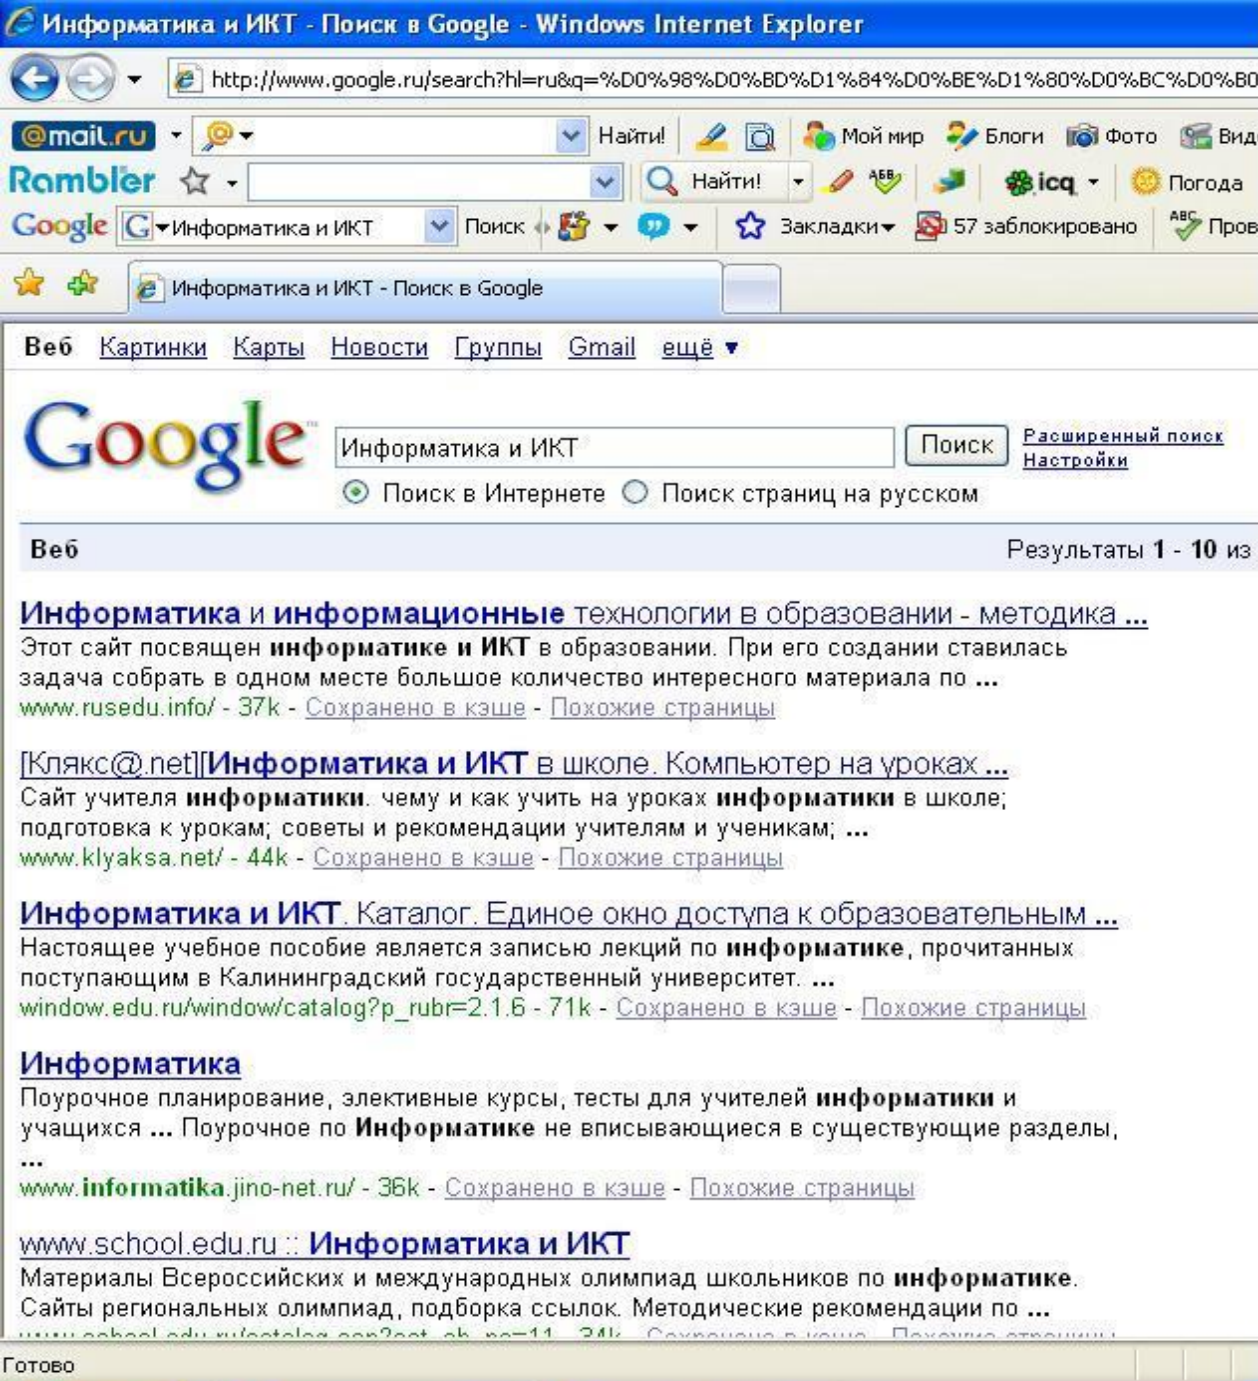 Информатика и ИКТ - Поиск в Google - Windows Internet Explorer
http://www.google.ru/search?hl=ru&q=%D0%98%D0%BD%D1%84%D0%BE%D1%80%D0%BC%D0%B0
@mail.ru Найти! Мой мир Блоги Фото Вид
Rambler Найти! АБВ icq Погода
Google G Информатика и ИКТ Поиск Закладки 57 заблокировано ABC Пров
Информатика и ИКТ - Поиск в Google
Веб Картинки Карты Новости Группы Gmail ещё ▼
Google™ Информатика и ИКТ Поиск Расширенный поиск
Настройки
Поиск в Интернете Поиск страниц на русском
Веб Результаты 1 - 10 из
Информатика и информационные технологии в образовании - методика ...
Этот сайт посвящен информатике и ИКТ в образовании. При его создании ставилась
задача собрать в одном месте большое количество интересного материала по ...
www.rusedu.info/ - 37k - Сохранено в кэше - Похожие страницы
[Клякс@.net][Информатика и ИКТ в школе. Компьютер на уроках ...
Сайт учителя информатики. чему и как учить на уроках информатики в школе;
подготовка к урокам; советы и рекомендации учителям и ученикам; ...
www.klyaksa.net/ - 44k - Сохранено в кэше - Похожие страницы
Информатика и ИКТ. Каталог. Единое окно доступа к образовательным ...
Настоящее учебное пособие является записью лекций по информатике, прочитанных
поступающим в Калининградский государственный университет. ...
window.edu.ru/window/catalog?p_rubr=2.1.6 - 71k - Сохранено в кэше - Похожие страницы
Информатика
Поурочное планирование, элективные курсы, тесты для учителей информатики и
учащихся ... Поурочное по Информатике не вписывающиеся в существующие разделы,
...
www.informatika.jino-net.ru/ - 36k - Сохранено в кэше - Похожие страницы
www.school.edu.ru :: Информатика и ИКТ
Материалы Всероссийских и международных олимпиад школьников по информатике.
Сайты региональных олимпиад, подборка ссылок. Методические рекомендации по ...
Сохранено в кэше - Похожие страницы
Готово